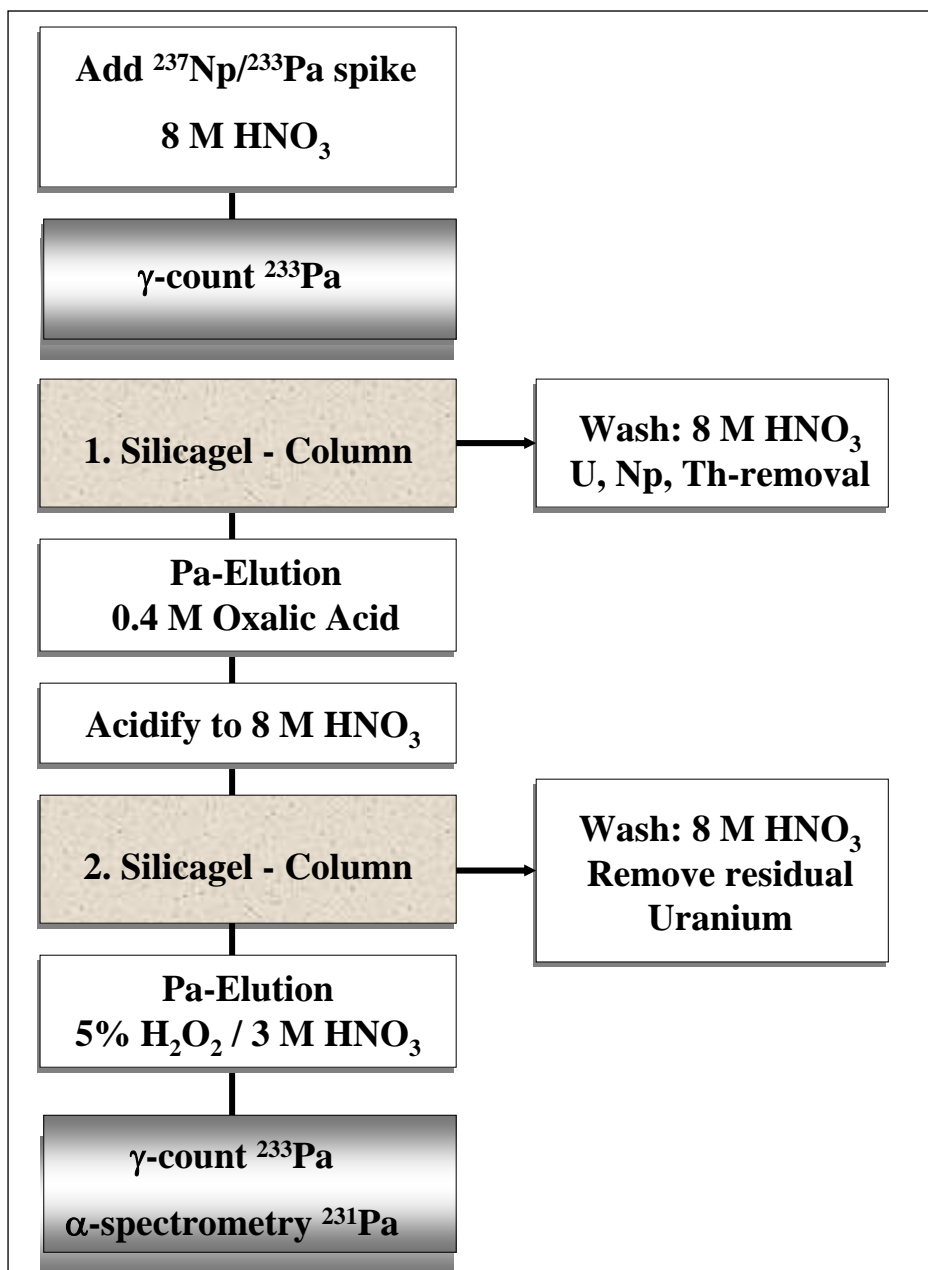 Add ²³⁷Np/²³³Pa spike
8 M HNO₃
γ-count ²³³Pa
1. Silicagel - Column
Wash: 8 M HNO₃
U, Np, Th-removal
Pa-Elution
0.4 M Oxalic Acid
Acidify to 8 M HNO₃
2. Silicagel - Column
Wash: 8 M HNO₃
Remove residual
Uranium
Pa-Elution
5% H₂O₂ / 3 M HNO₃
γ-count ²³³Pa
α-spectrometry ²³¹Pa